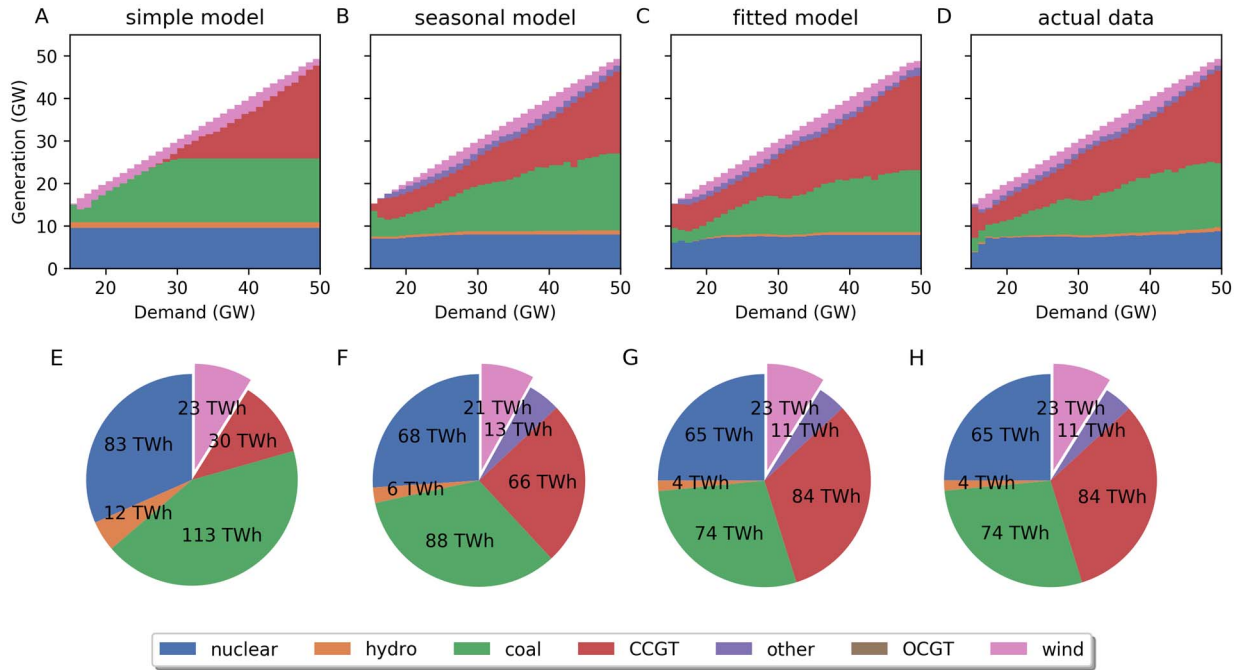 A simple model B seasonal model C fitted model D actual data
50
40
30
20
10
0
Generation (GW)
20 30 40 50 20 30 40 50 20 30 40 50 20 30 40 50
Demand (GW) Demand (GW) Demand (GW) Demand (GW)
E F G H
23 TWh
30 TWh
83 TWh
12 TWh
113 TWh
21 TWh
13 TWh
68 TWh
66 TWh
6 TWh
88 TWh
23 TWh
11 TWh
65 TWh
4 TWh
84 TWh
74 TWh
23 TWh
11 TWh
65 TWh
4 TWh
84 TWh
74 TWh
nuclear hydro coal CCGT other OCGT wind